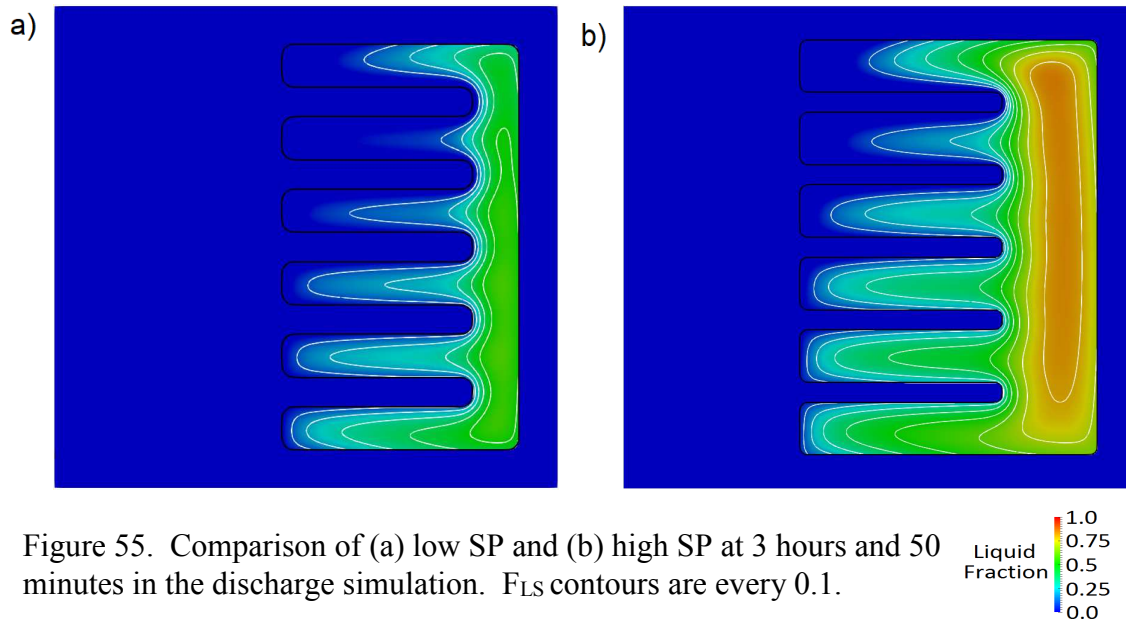 a)
b)
Figure 55. Comparison of (a) low SP and (b) high SP at 3 hours and 50
minutes in the discharge simulation. FLS contours are every 0.1.
Liquid
Fraction
1.0
0.75
0.5
0.25
0.0